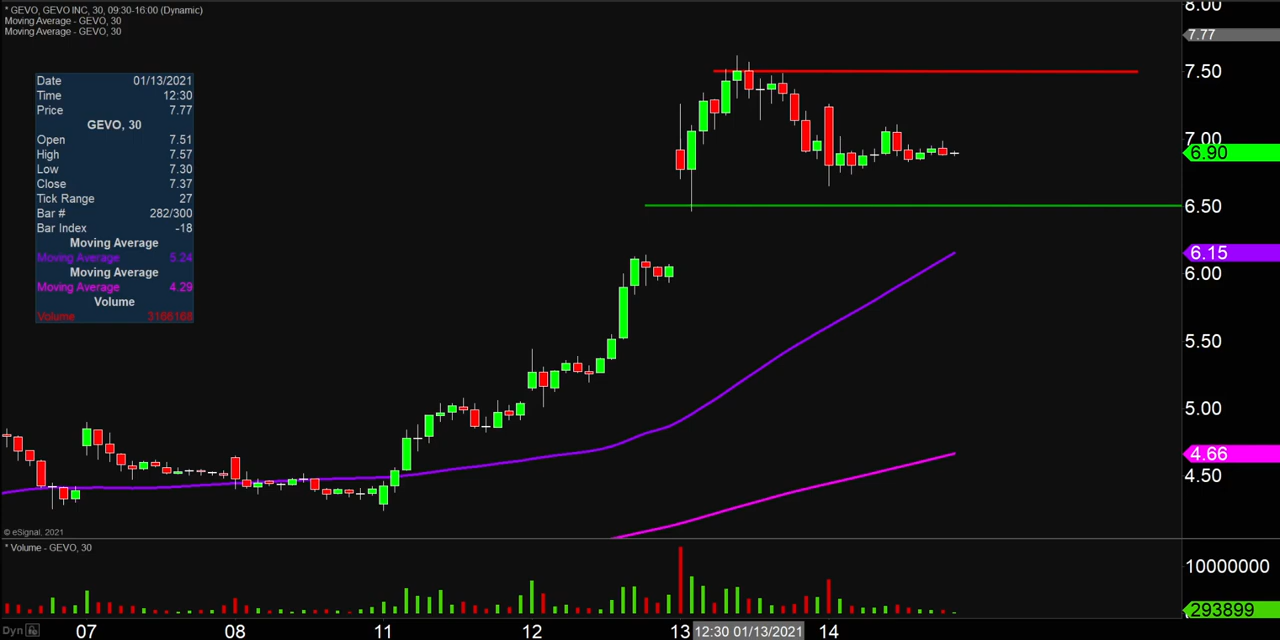 * GEVO, GEVO INC, 30, 09:30-16:00 (Dynamic)
Moving Average - GEVO, 30
Moving Average - GEVO, 30
Date 01/13/2021
Time 12:30
Price 7.77
GEVO, 30
Open 7.51
High 7.57
Low 7.30
Close 7.37
Tick Range 27
Bar # 282/300
Bar Index -18
Moving Average
Moving Average 5.24
Moving Average
Moving Average 4.29
Volume
Volume 3166168
8.00
7.77
7.50
7.00
6.90
6.50
6.15
6.00
5.50
5.00
4.66
4.50
© eSignal, 2021
* Volume - GEVO, 30
10000000
293899
Dyn 07 08 11 12 13 12:30 01/13/2021 14